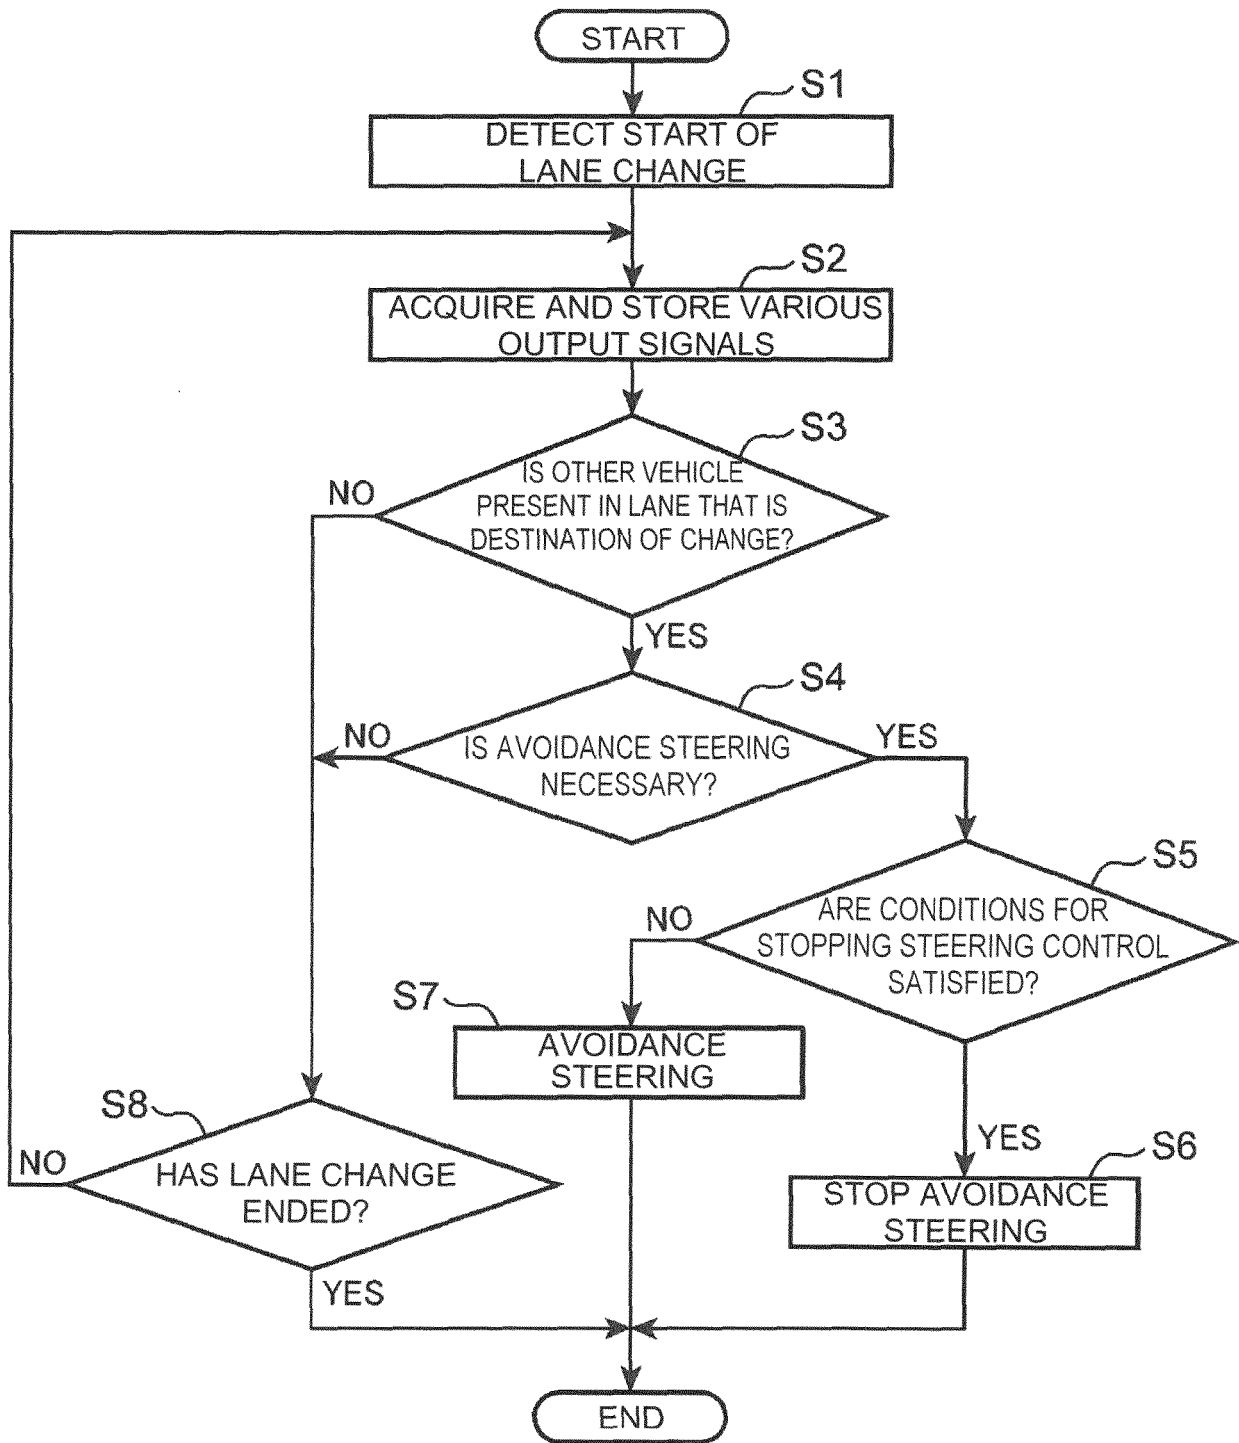 START
S1
DETECT START OF
LANE CHANGE
S2
ACQUIRE AND STORE VARIOUS
OUTPUT SIGNALS
S3
IS OTHER VEHICLE
PRESENT IN LANE THAT IS
DESTINATION OF CHANGE?
NO
YES
S4
IS AVOIDANCE STEERING
NECESSARY?
NO
YES
S5
ARE CONDITIONS FOR
STOPPING STEERING CONTROL
SATISFIED?
NO
S7
AVOIDANCE
STEERING
YES
S6
STOP AVOIDANCE
STEERING
S8
HAS LANE CHANGE
ENDED?
NO
YES
END